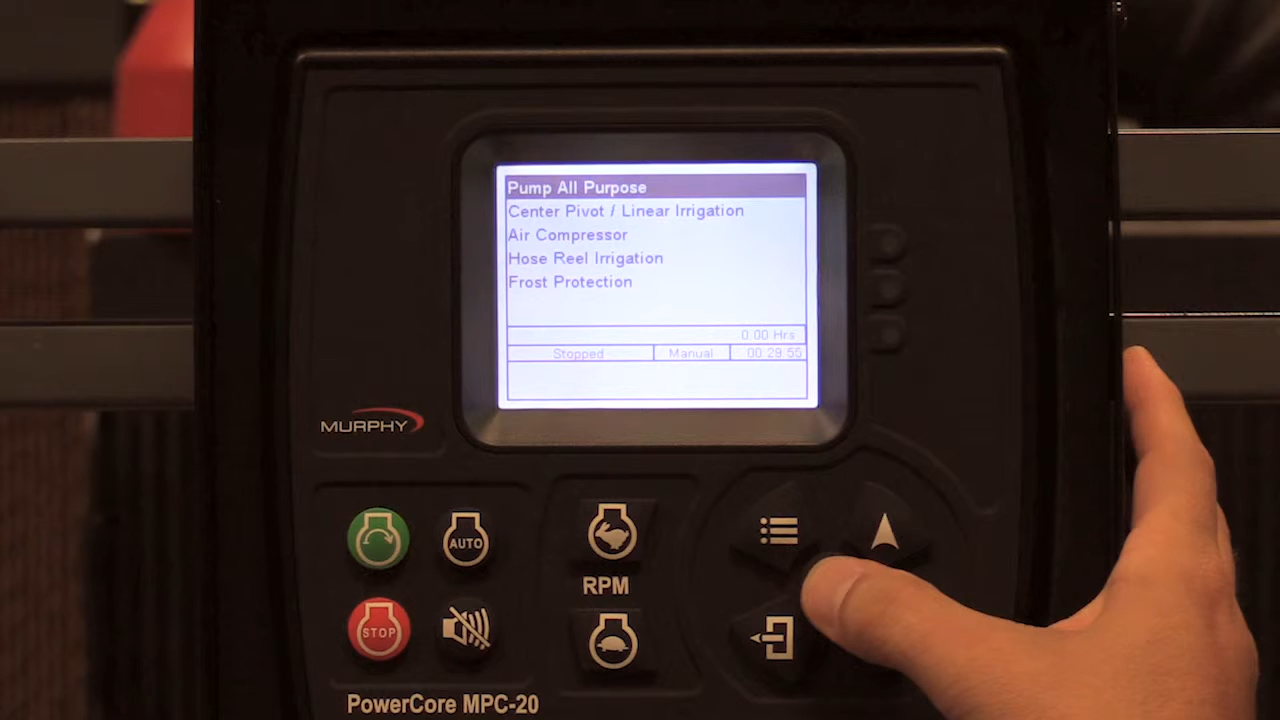 Pump All Purpose
Center Pivot / Linear Irrigation
Air Compressor
Hose Reel Irrigation
Frost Protection
0.00 Hrs
Stopped Manual 00:29:55
MURPHY
AUTO
RPM
STOP
PowerCore MPC-20